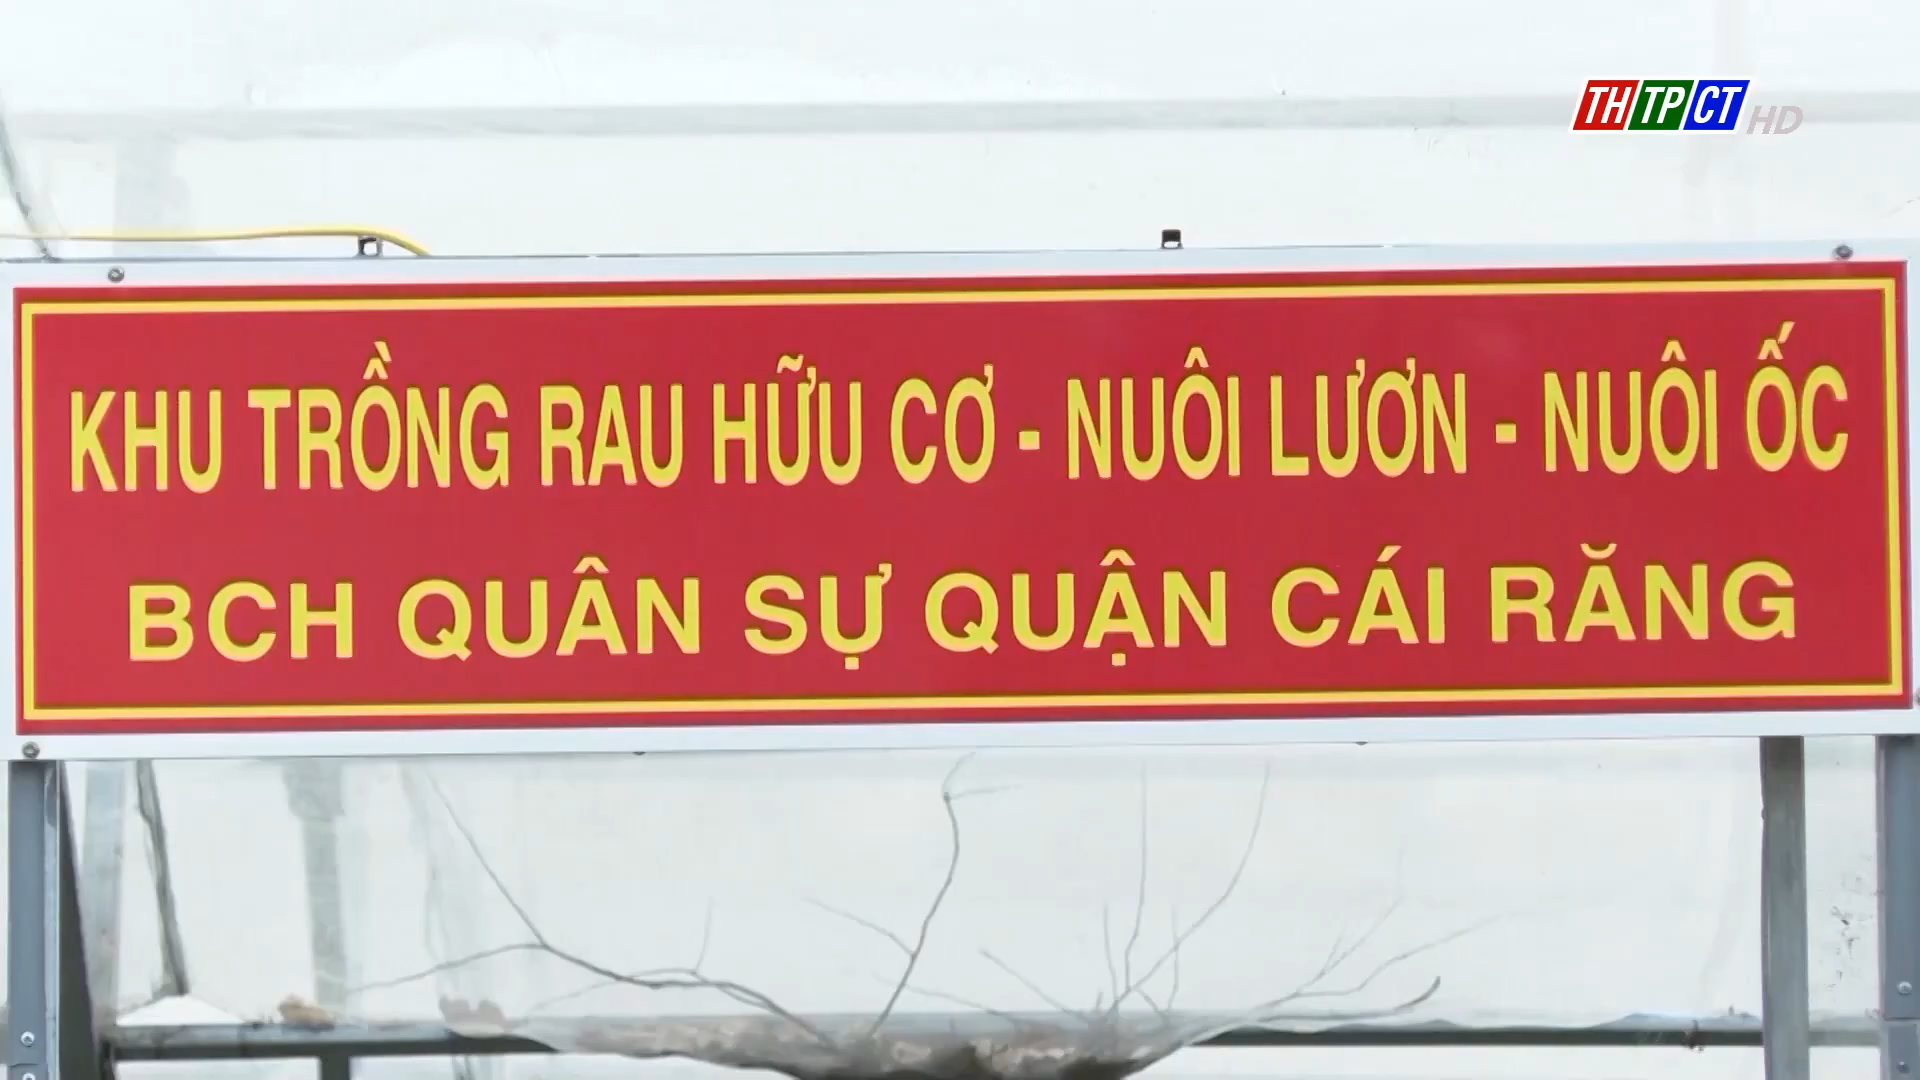 THTPCT HD
KHU TRỒNG RAU HỮU CƠ - NUÔI LƯƠN - NUÔI ỐC
BCH QUÂN SỰ QUẬN CÁI RĂNG